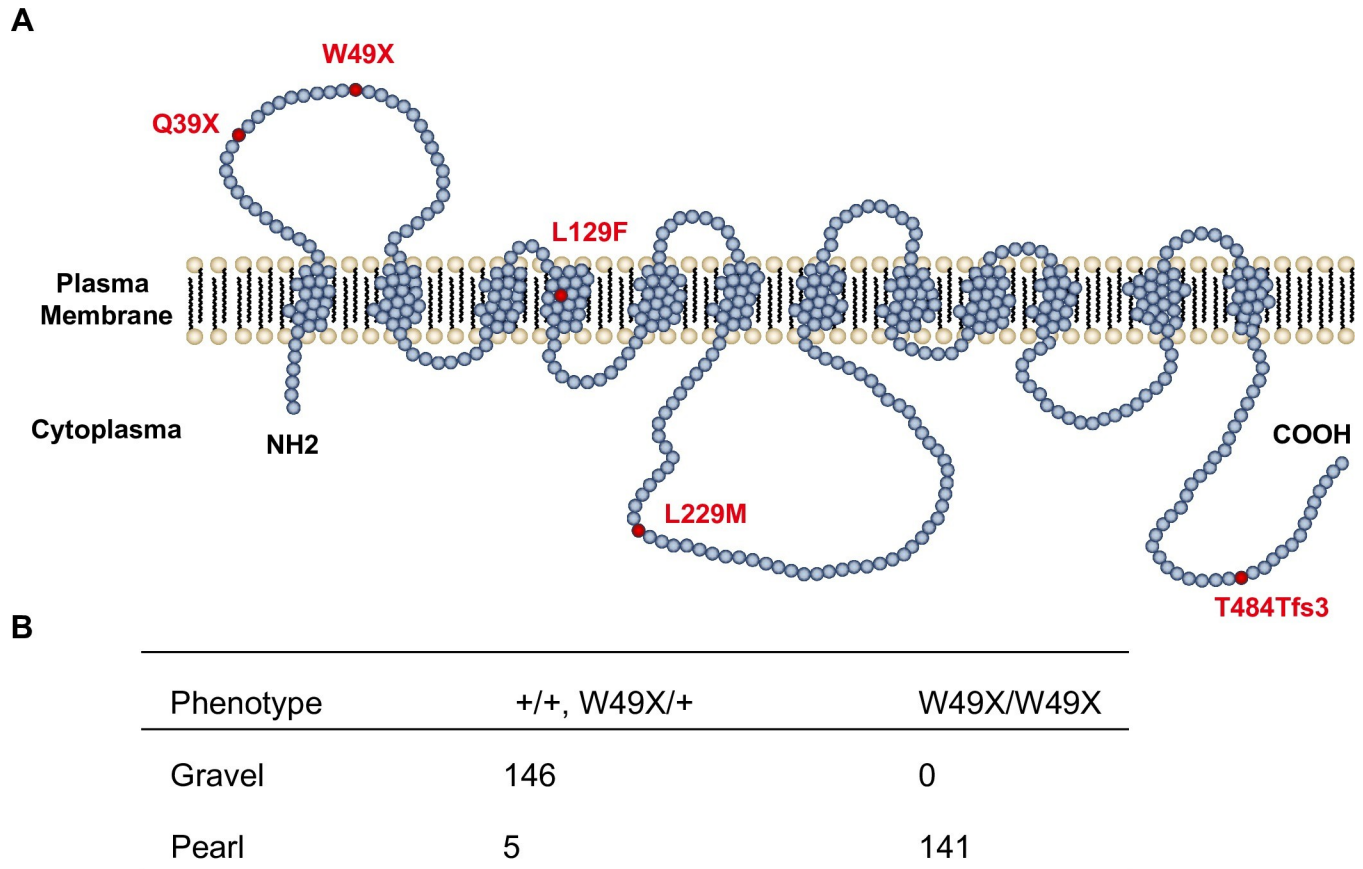 A
W49X
Q39X
L129F
Plasma
Membrane
Cytoplasma
NH2
COOH
L229M
T484Tfs3
B
Phenotype +/+, W49X/+ W49X/W49X
Gravel 146 0
Pearl 5 141